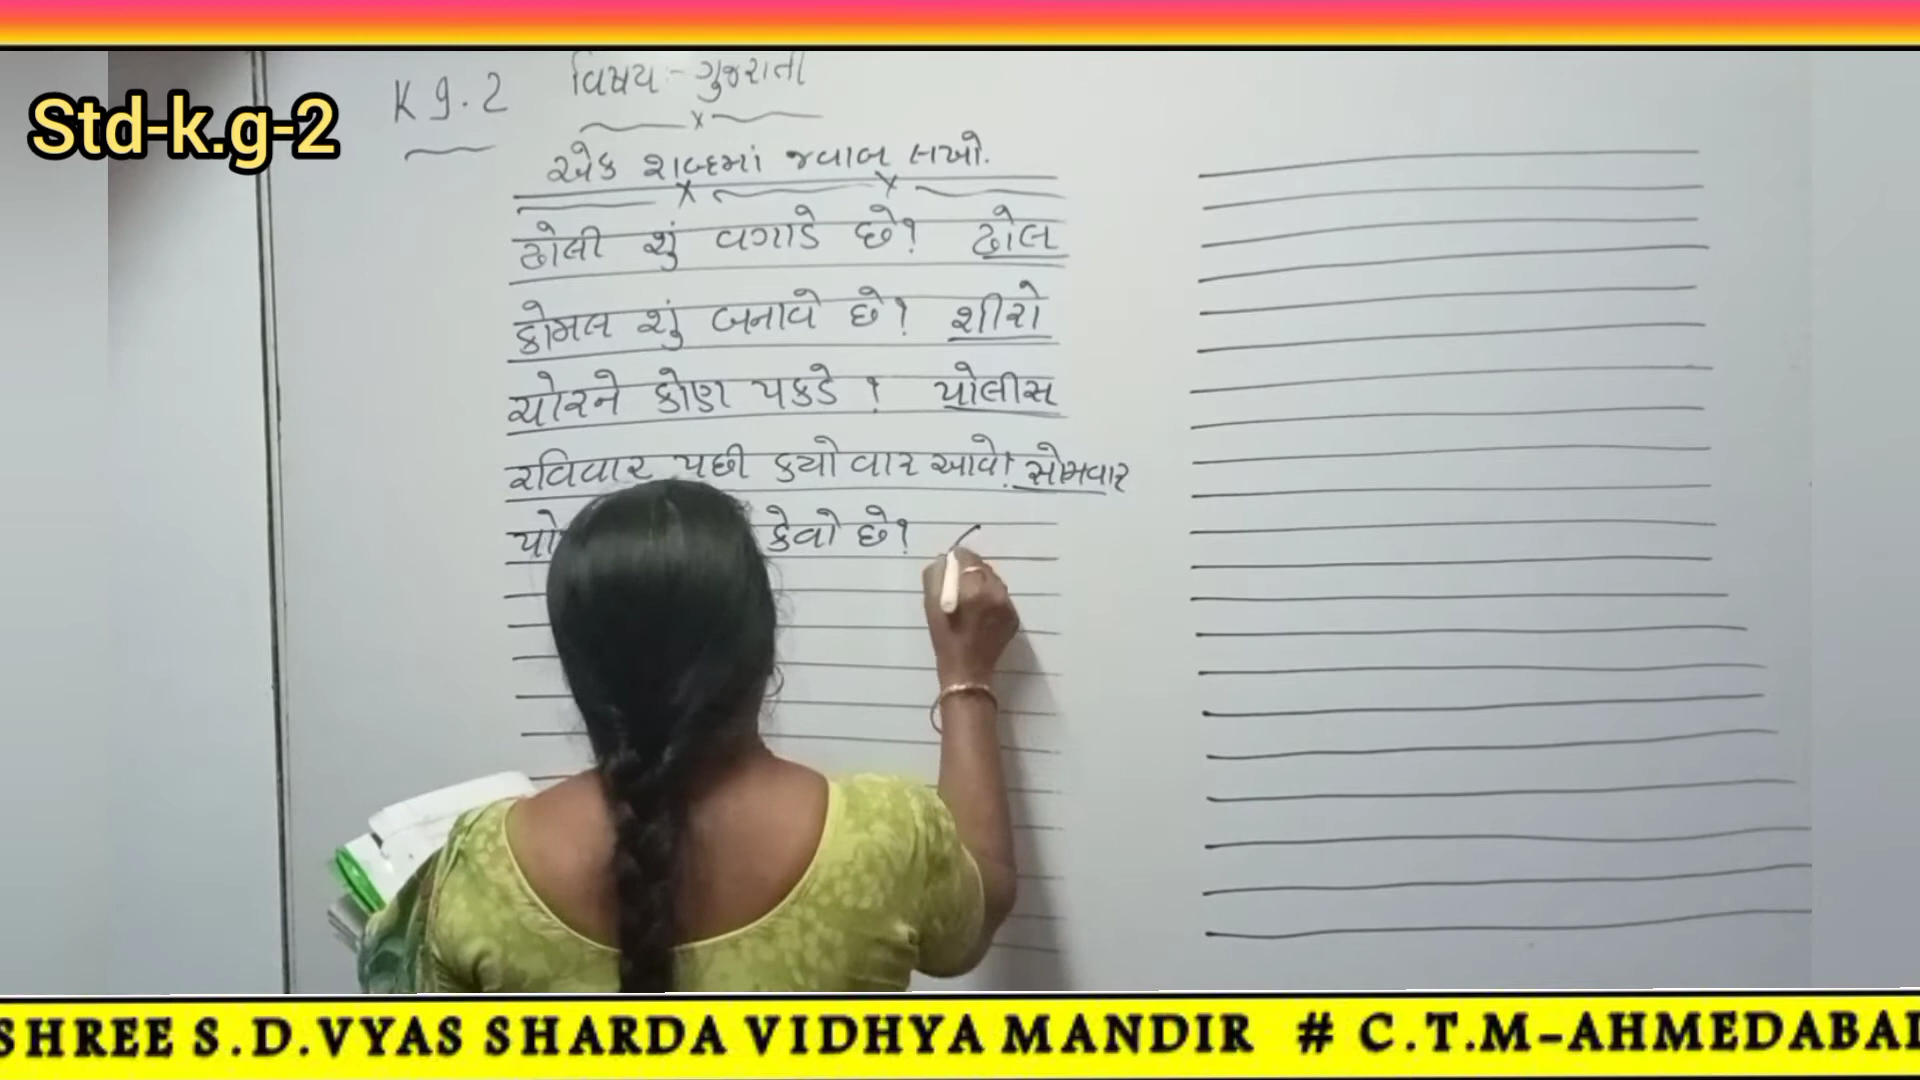 Std-k.g-2
K g. 2
વિષય :- ગુજરાતી
એક શબ્દમાં જવાબ લખો.
ઢોલી શું વગાડે છે? ઢોલ
કોમલ શું બનાવે છે? શીરો
ચોરને કોણ પકડે ? પોલીસ
રવિવાર પછી કયો વાર આવે? સોમવાર
કેવો છે?
SHREE S.D.VYAS SHARDA VIDHYA MANDIR # C.T.M-AHMEDABAD